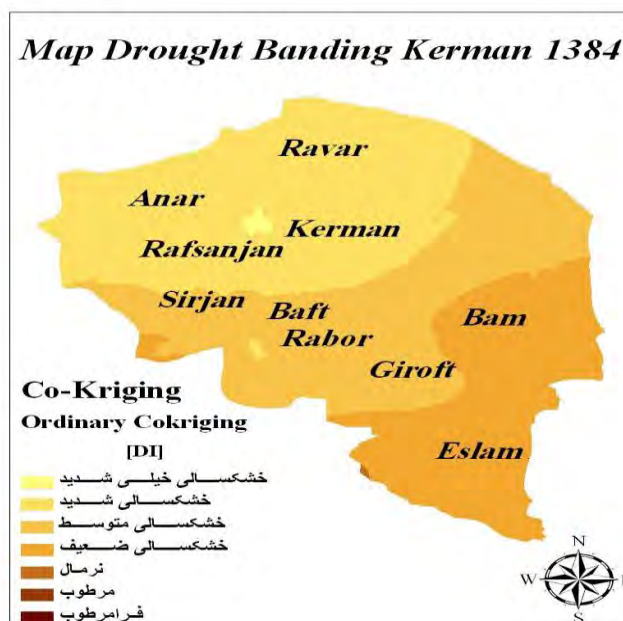 Map Drought Banding Kerman 1384
Ravar
Anar
Kerman
Rafsanjan
Sirjan
Baft
Bam
Rabor
Giroft
Co-Kriging
Ordinary Cokriging
Eslam
[DI]
خشکسالی خیلی شدید
خشکسالی شدید
خشکسالی متوسط
خشکسالی ضعیف
نرمال
مرطوب
فرامرطوب
N
W
S